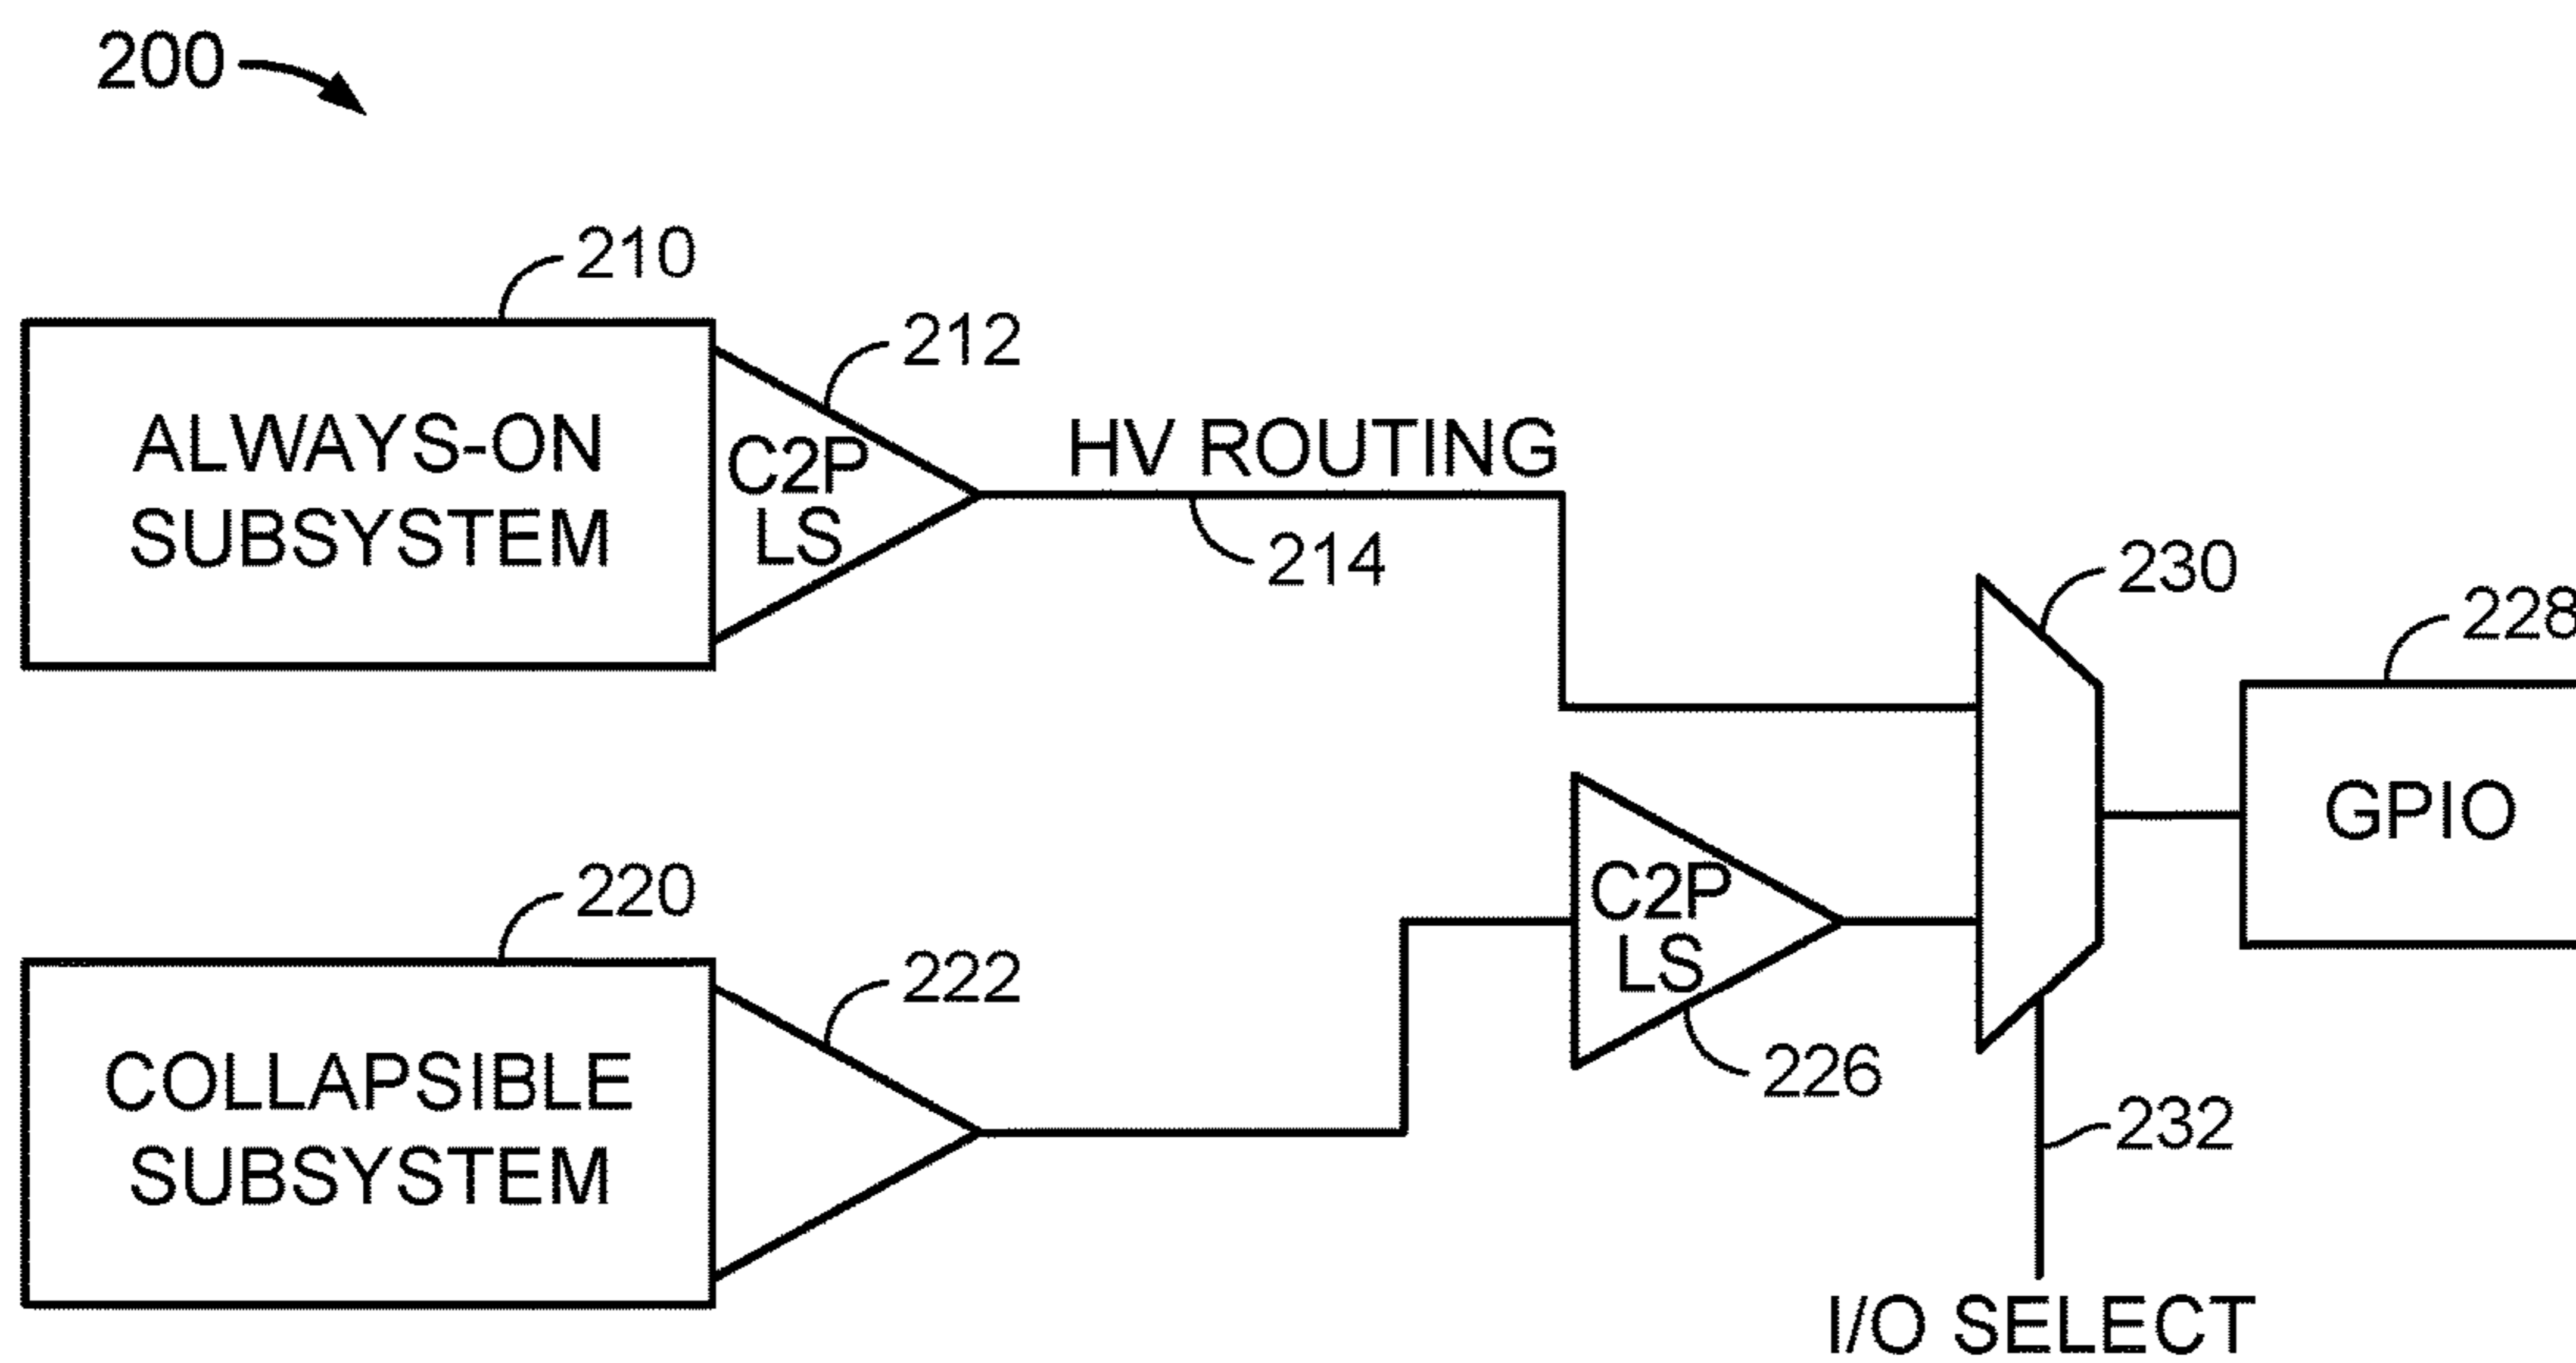 200
210
212
ALWAYS-ON
SUBSYSTEM
C2P
LS
HV ROUTING
214
230
228
GPIO
220
222
COLLAPSIBLE
SUBSYSTEM
C2P
LS
226
232
I/O SELECT